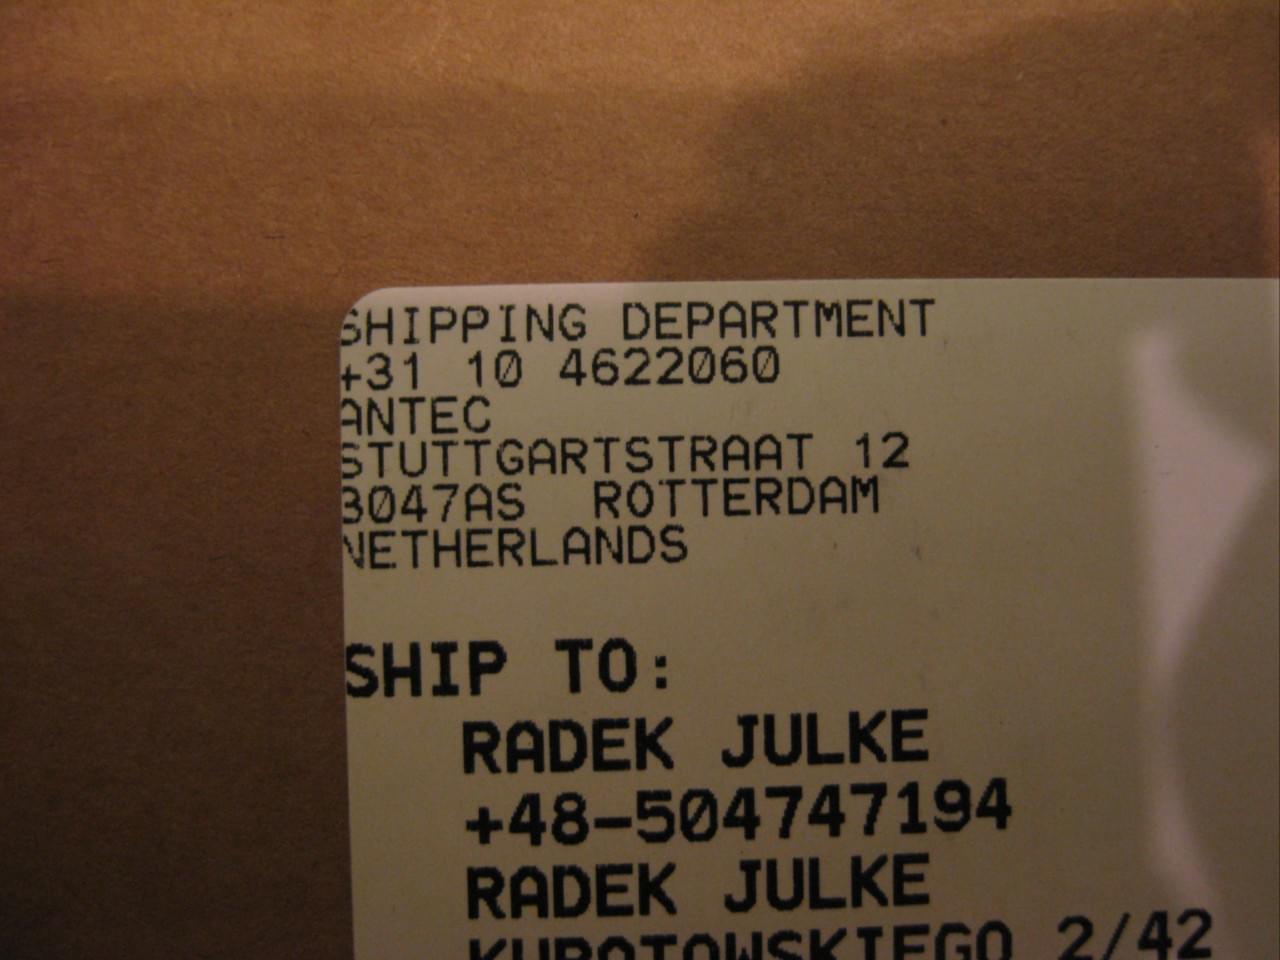 SHIPPING DEPARTMENT
+31 10 4622060
ANTEC
STUTTGARTSTRAAT 12
3047AS ROTTERDAM
NETHERLANDS
SHIP TO:
RADEK JULKE
+48-504747194
RADEK JULKE
KURATOWSKIEGO 2/42